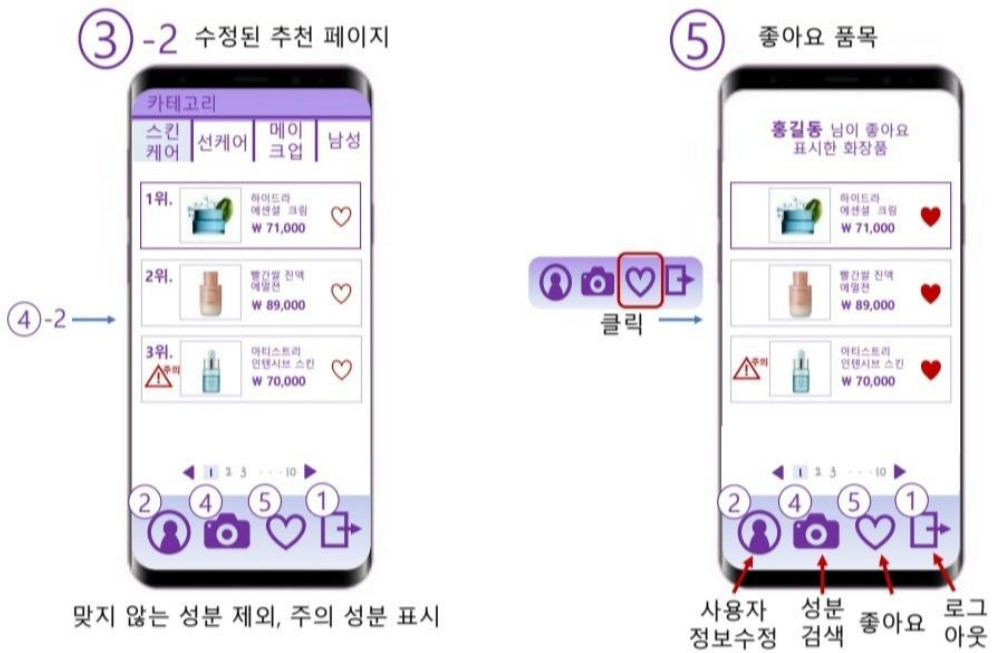 ③-2 수정된 추천 페이지
카테고리
스킨
케어
선케어
메이
크업
남성
1위.
하이드라
에센셜 크림
₩ 71,000
2위.
빨간쌀 진액
에멀젼
₩ 89,000
3위.
주의
아티스트리
인텐시브 스킨
₩ 70,000
④-2
1 2 3 ···10
② ④ ⑤ ①
맞지 않는 성분 제외, 주의 성분 표시
⑤ 좋아요 품목
홍길동 님이 좋아요
표시한 화장품
하이드라
에센셜 크림
₩ 71,000
빨간쌀 진액
에멀젼
₩ 89,000
클릭
주의
아티스트리
인텐시브 스킨
₩ 70,000
1 2 3 ···10
② ④ ⑤ ①
사용자
정보수정
성분
검색
좋아요
로그
아웃